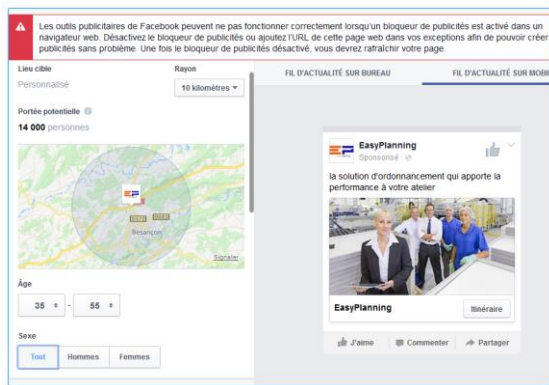 Les outils publicitaires de Facebook peuvent ne pas fonctionner correctement lorsqu'un bloqueur de publicités est activé dans un
navigateur web. Désactivez le bloqueur de publicités ou ajoutez l'URL de cette page web dans vos exceptions afin de pouvoir créer
publicités sans problème. Une fois le bloqueur de publicités désactivé, vous devrez rafraîchir votre page.
Lieu cible
Rayon
Personnalisé
10 kilomètres
Portée potentielle
14 000 personnes
Besançon
Signaler
Âge
35 - 55
Sexe
Tout Hommes Femmes
FIL D'ACTUALITÉ SUR BUREAU
FIL D'ACTUALITÉ SUR MOBI
EasyPlanning
Sponsorisé
la solution d'ordonnancement qui apporte la
performance à votre atelier
EasyPlanning
Itinéraire
J'aime Commenter Partager